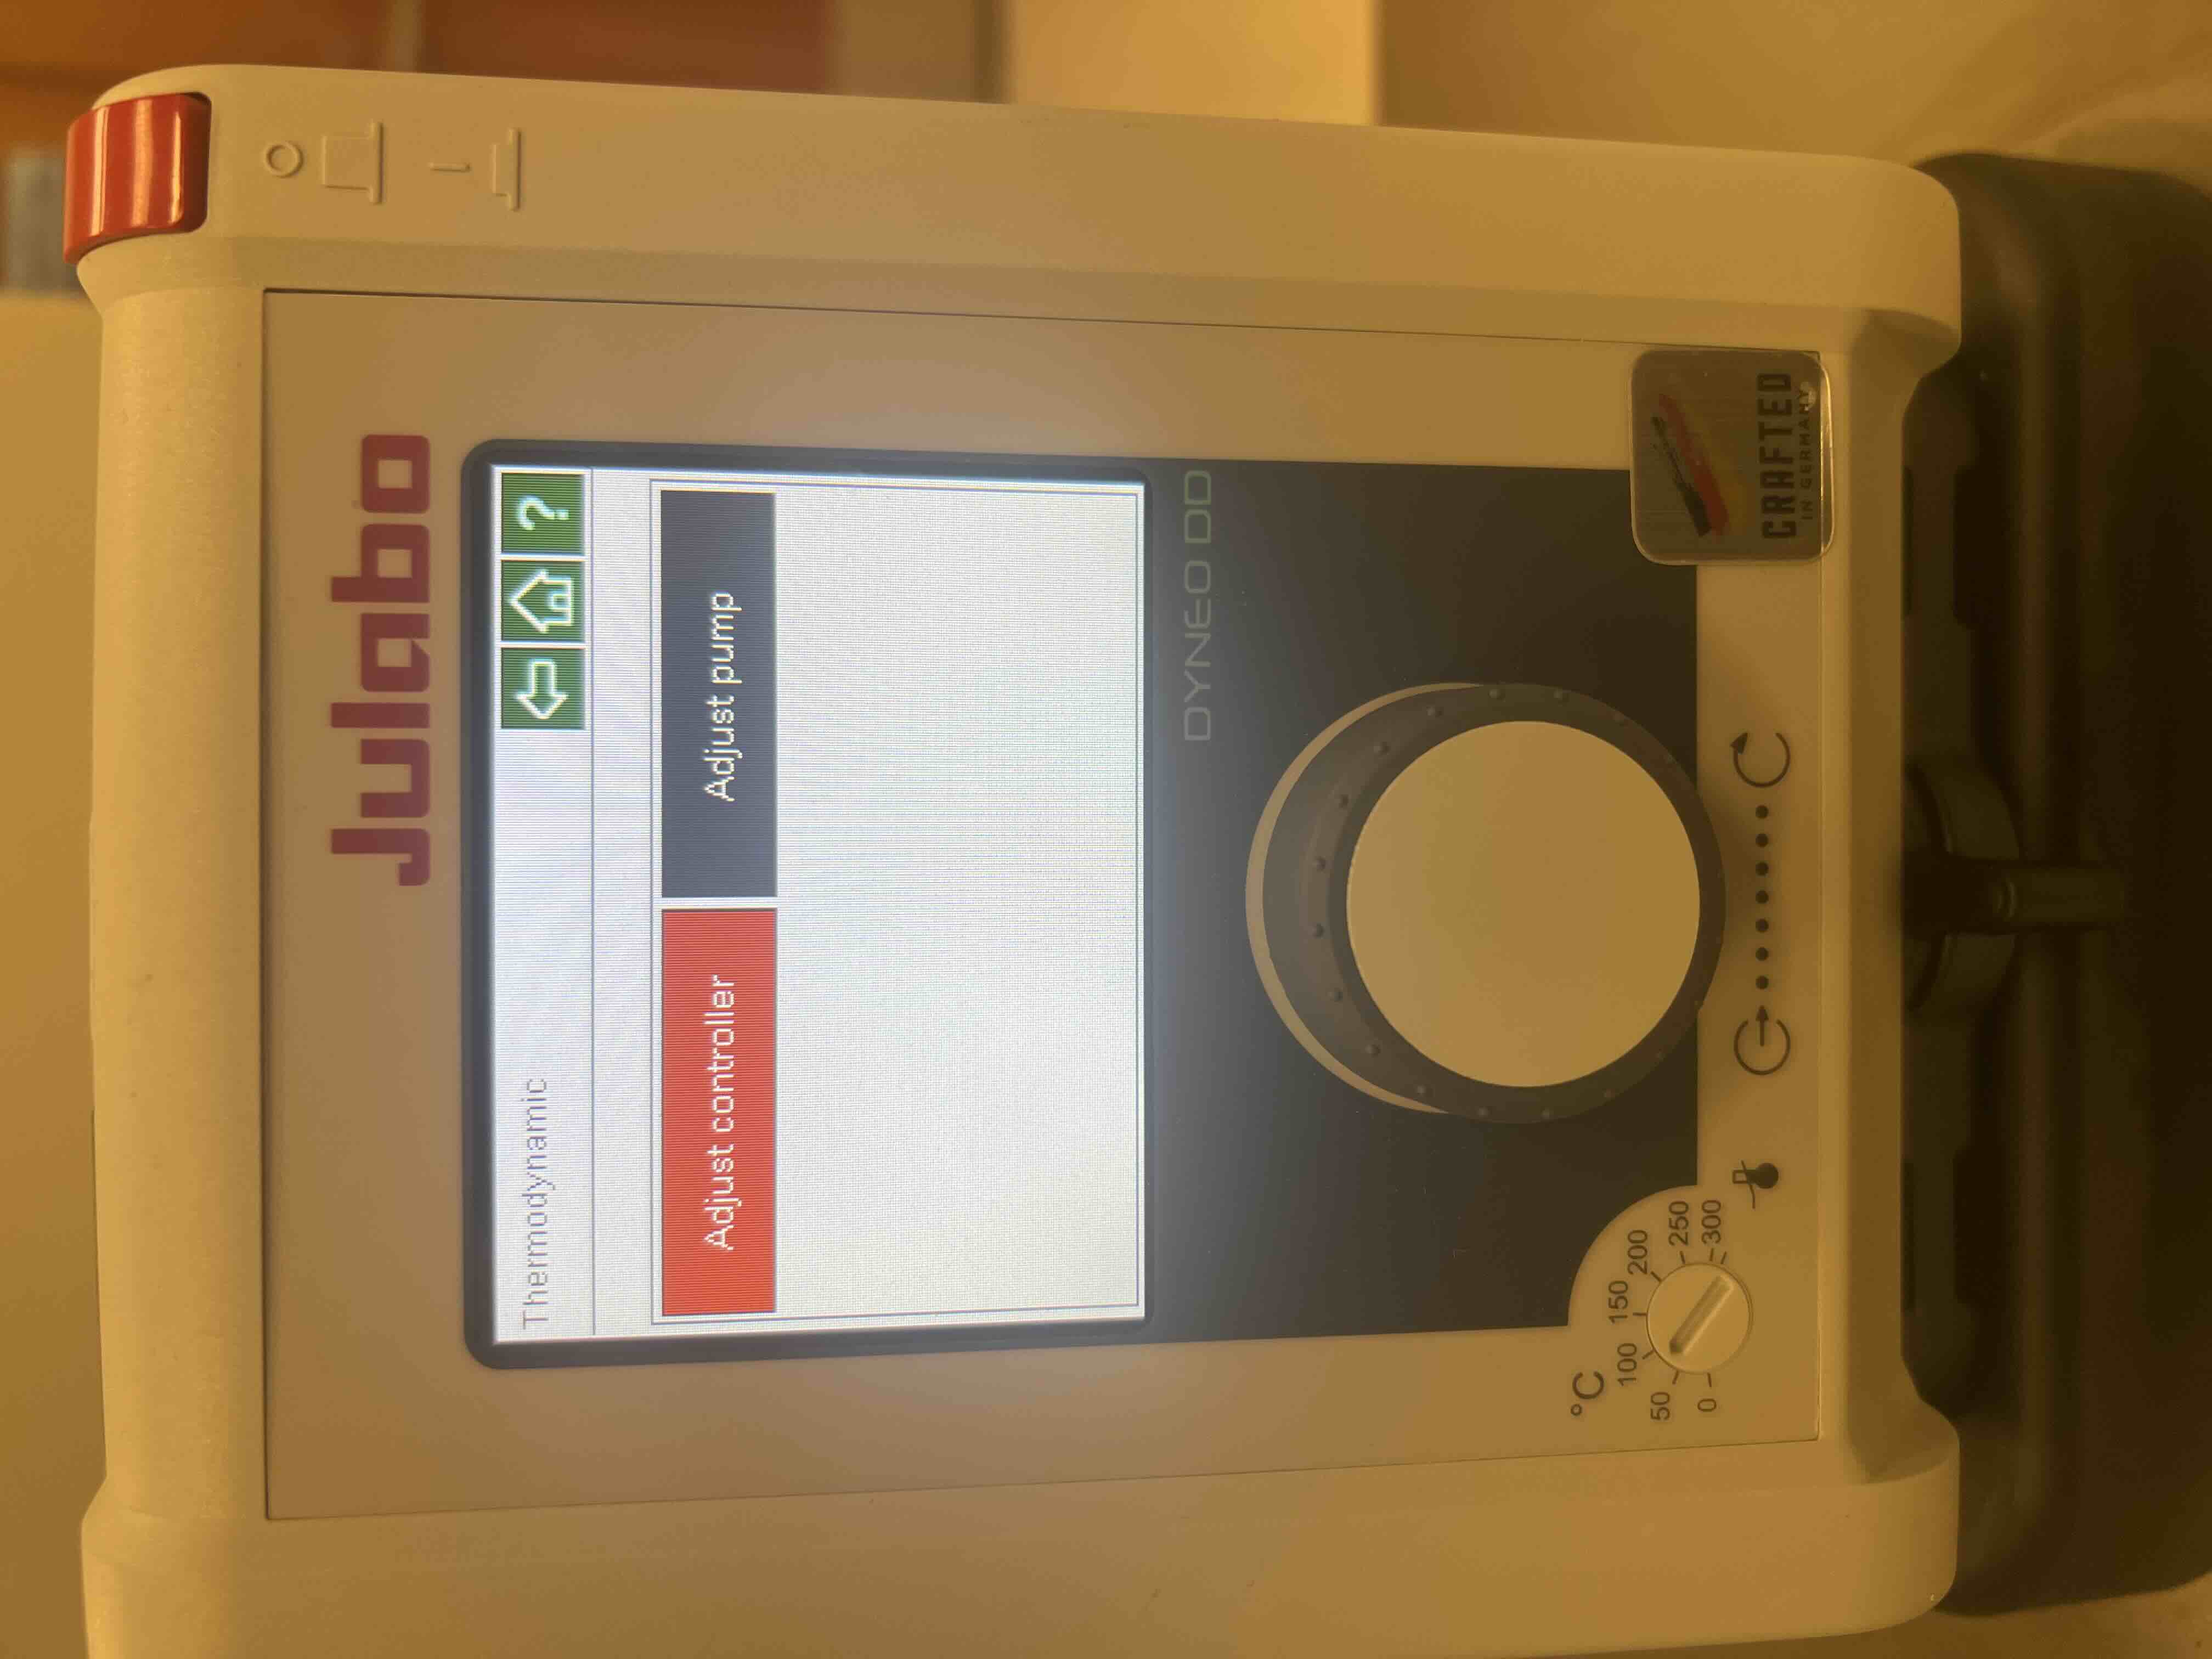 Julabo
Thermodynamic
?
Adjust controller
Adjust pump
DYNEO DD
°C
0
50
100
150
200
250
300
CRAFTED
IN GERMANY